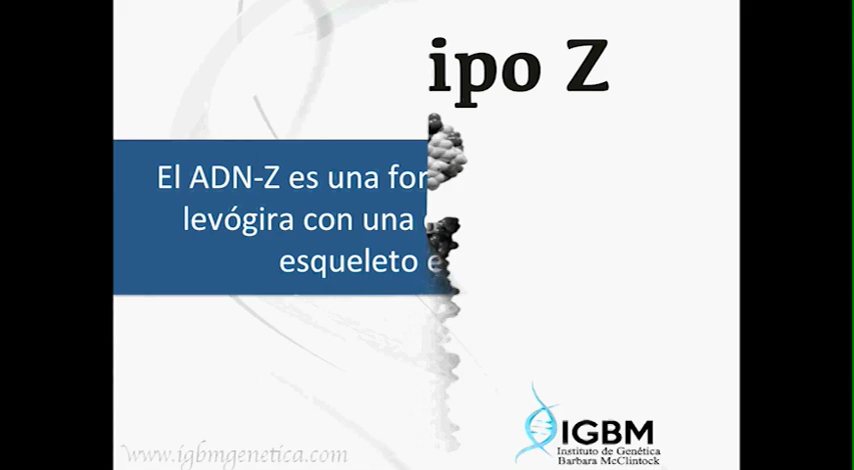 ipo Z
El ADN-Z es una for
levógira con una
esqueleto e
IGBM
Instituto de Genética
Barbara McClintock
www.igbmgenetica.com